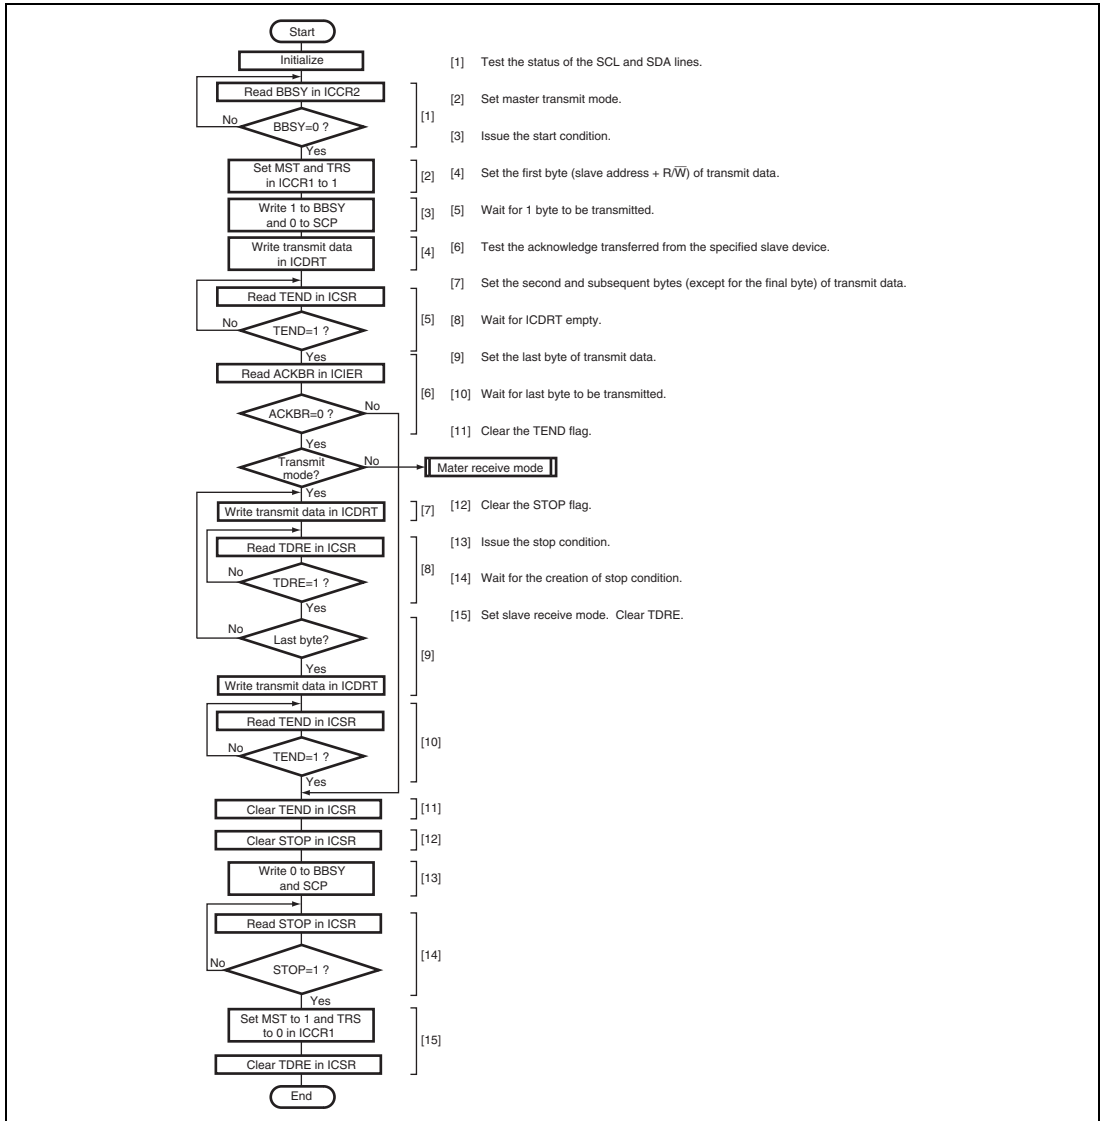 Start
Initialize
Read BBSY in ICCR2
BBSY=0 ?
No
Yes
[1]
Set MST and TRS
in ICCR1 to 1
[2]
Write 1 to BBSY
and 0 to SCP
[3]
Write transmit data
in ICDRT
[4]
Read TEND in ICSR
TEND=1 ?
No
Yes
[5]
Read ACKBR in ICIER
ACKBR=0 ?
No
Yes
[6]
Transmit
mode?
No
Yes
Mater receive mode
Write transmit data in ICDRT
[7]
Read TDRE in ICSR
TDRE=1 ?
No
Yes
[8]
Last byte?
No
Yes
Write transmit data in ICDRT
[9]
Read TEND in ICSR
TEND=1 ?
No
Yes
[10]
Clear TEND in ICSR
[11]
Clear STOP in ICSR
[12]
Write 0 to BBSY
and SCP
[13]
Read STOP in ICSR
STOP=1 ?
No
Yes
[14]
Set MST to 1 and TRS
to 0 in ICCR1
Clear TDRE in ICSR
[15]
End
[1] Test the status of the SCL and SDA lines.
[2] Set master transmit mode.
[3] Issue the start condition.
[4] Set the first byte (slave address + R/W̅) of transmit data.
[5] Wait for 1 byte to be transmitted.
[6] Test the acknowledge transferred from the specified slave device.
[7] Set the second and subsequent bytes (except for the final byte) of transmit data.
[8] Wait for ICDRT empty.
[9] Set the last byte of transmit data.
[10] Wait for last byte to be transmitted.
[11] Clear the TEND flag.
[12] Clear the STOP flag.
[13] Issue the stop condition.
[14] Wait for the creation of stop condition.
[15] Set slave receive mode. Clear TDRE.